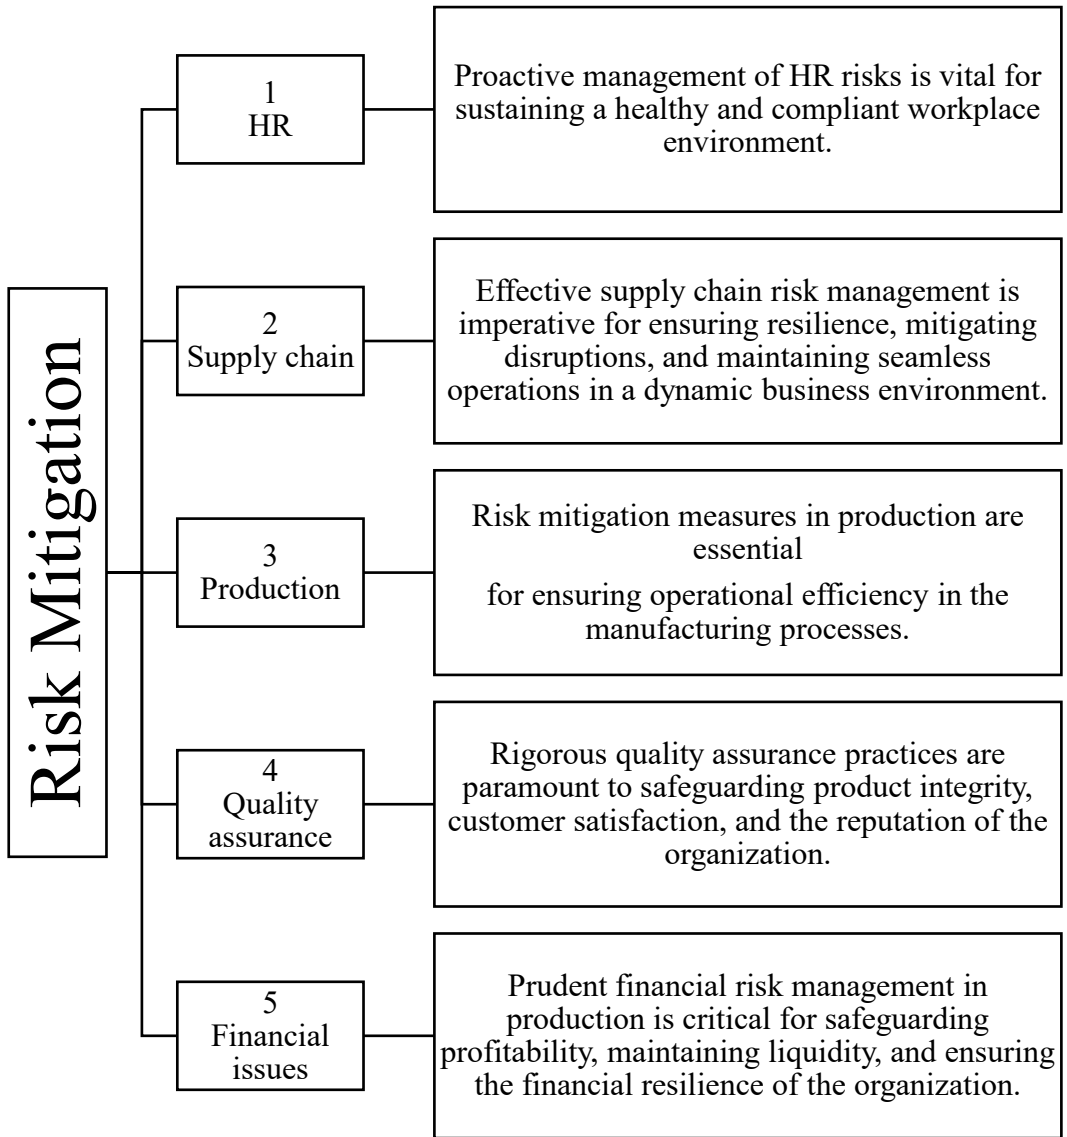 Risk Mitigation
1
HR
Proactive management of HR risks is vital for
sustaining a healthy and compliant workplace
environment.
2
Supply chain
Effective supply chain risk management is
imperative for ensuring resilience, mitigating
disruptions, and maintaining seamless
operations in a dynamic business environment.
3
Production
Risk mitigation measures in production are
essential
for ensuring operational efficiency in the
manufacturing processes.
4
Quality
assurance
Rigorous quality assurance practices are
paramount to safeguarding product integrity,
customer satisfaction, and the reputation of the
organization.
5
Financial
issues
Prudent financial risk management in
production is critical for safeguarding
profitability, maintaining liquidity, and ensuring
the financial resilience of the organization.